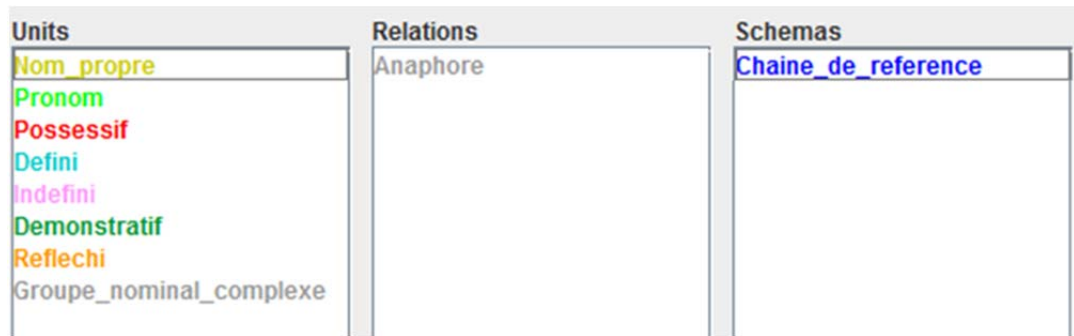 Units
Nom_propre
Pronom
Possessif
Defini
Indefini
Demonstratif
Reflechi
Groupe_nominal_complexe
Relations
Anaphore
Schemas
Chaine_de_reference